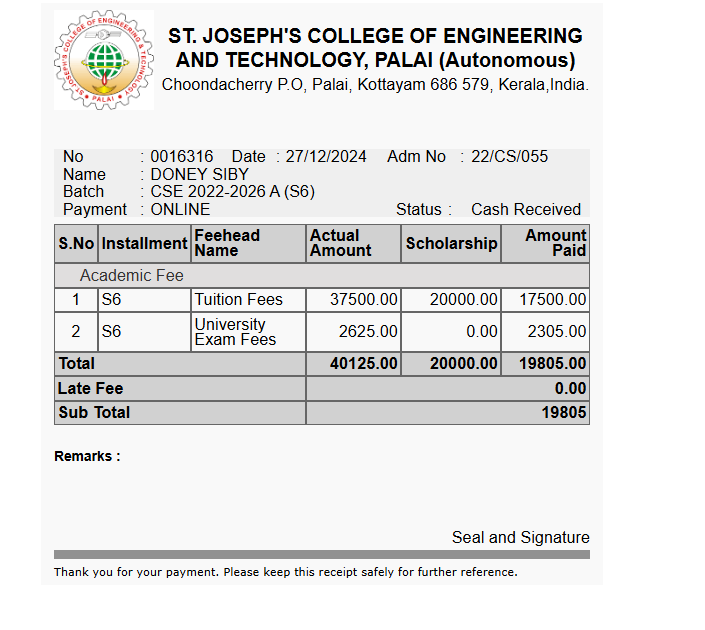 ST. JOSEPH'S COLLEGE OF ENGINEERING & TECHNOLOGY
* PALAI *
ST. JOSEPH'S COLLEGE OF ENGINEERING
AND TECHNOLOGY, PALAI (Autonomous)
Choondacherry P.O, Palai, Kottayam 686 579, Kerala,India.
No : 0016316 Date : 27/12/2024 Adm No : 22/CS/055
Name : DONEY SIBY
Batch : CSE 2022-2026 A (S6)
Payment : ONLINE Status : Cash Received
S.No Installment Feehead Name Actual Amount Scholarship Amount Paid
Academic Fee
1 S6 Tuition Fees 37500.00 20000.00 17500.00
2 S6 University Exam Fees 2625.00 0.00 2305.00
Total 40125.00 20000.00 19805.00
Late Fee 0.00
Sub Total 19805
Remarks :
Seal and Signature
Thank you for your payment. Please keep this receipt safely for further reference.